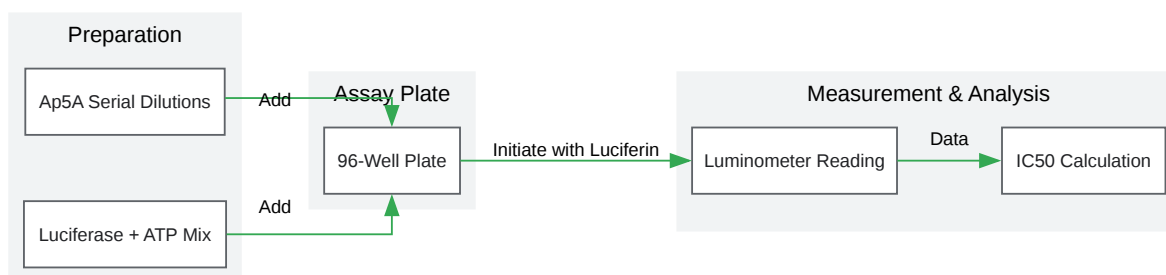 Preparation
Ap5A Serial Dilutions
Add
Luciferase + ATP Mix
Add
Assay Plate
96-Well Plate
Initiate with Luciferin
Measurement & Analysis
Luminometer Reading
Data
IC50 Calculation